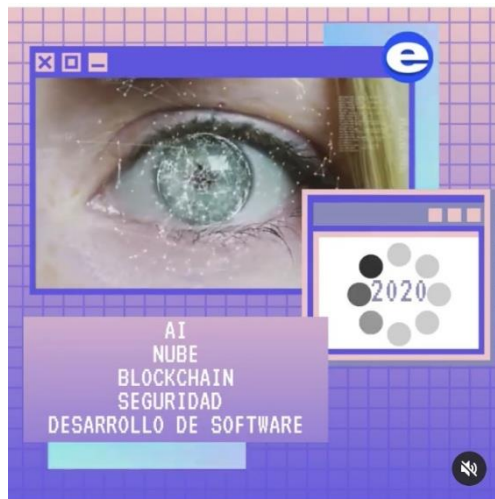 e
2020
AI
NUBE
BLOCKCHAIN
SEGURIDAD
DESARROLLO DE SOFTWARE